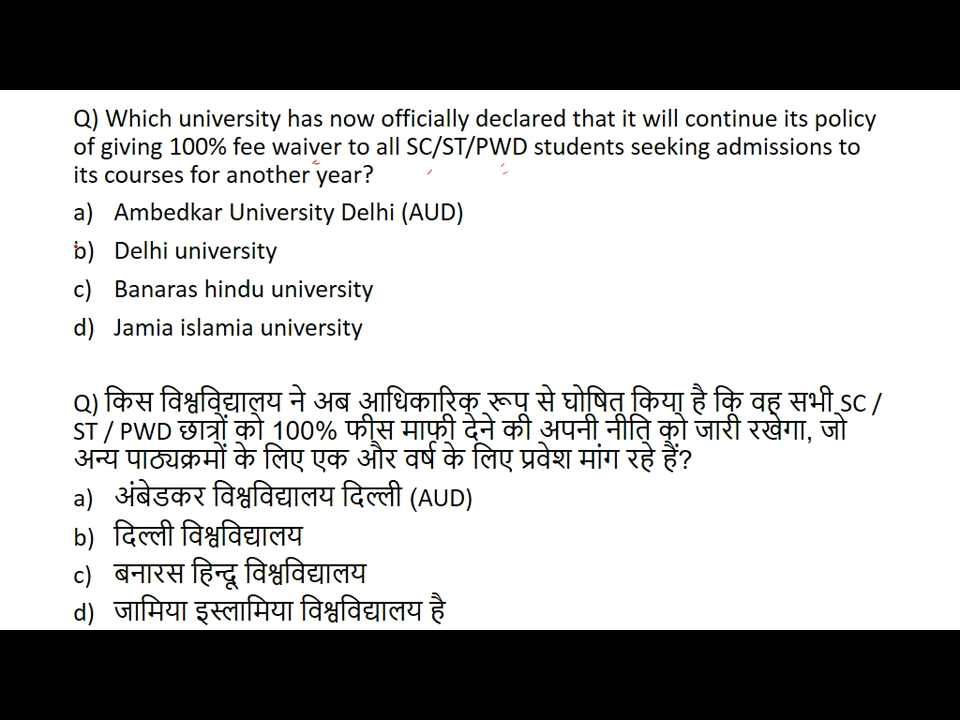 Q) Which university has now officially declared that it will continue its policy
of giving 100% fee waiver to all SC/ST/PWD students seeking admissions to
its courses for another year?
a) Ambedkar University Delhi (AUD)
b) Delhi university
c) Banaras hindu university
d) Jamia islamia university
Q) किस विश्वविद्यालय ने अब आधिकारिक रूप से घोषित किया है कि वह सभी SC /
ST / PWD छात्रों को 100% फीस माफी देने की अपनी नीति को जारी रखेगा, जो
अन्य पाठ्यक्रमों के लिए एक और वर्ष के लिए प्रवेश मांग रहे हैं?
a) अंबेडकर विश्वविद्यालय दिल्ली (AUD)
b) दिल्ली विश्वविद्यालय
c) बनारस हिन्दू विश्वविद्यालय
d) जामिया इस्लामिया विश्वविद्यालय है